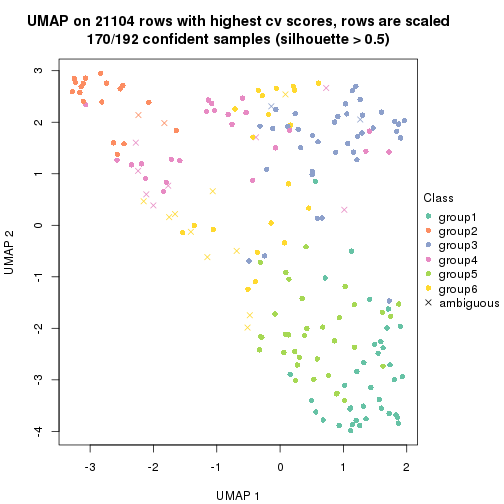 UMAP on 21104 rows with highest cv scores, rows are scaled
170/192 confident samples (silhouette > 0.5)
3
2
1
0
-1
-2
-3
-4
UMAP 2
-3
-2
-1
0
1
2
UMAP 1
Class
group1
group2
group3
group4
group5
group6
ambiguous